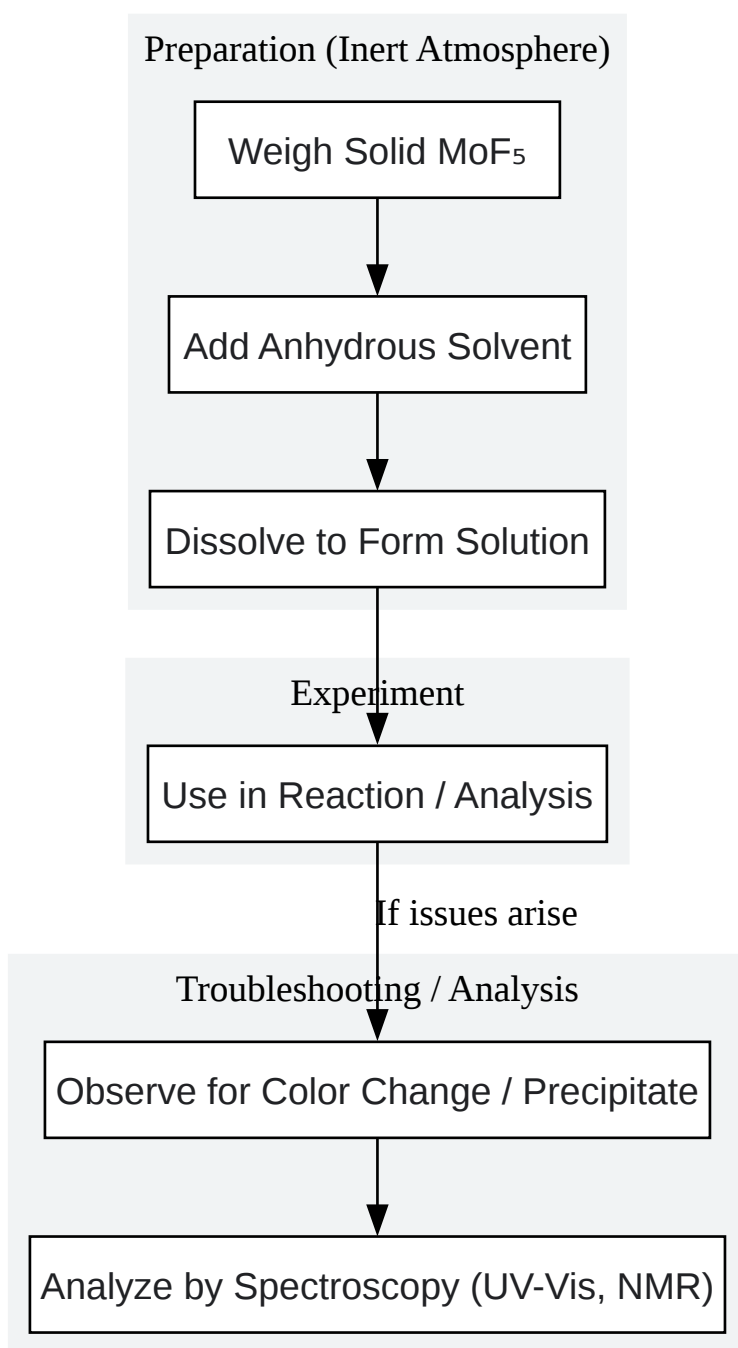 Preparation (Inert Atmosphere)
Weigh Solid MoF₅
Add Anhydrous Solvent
Dissolve to Form Solution
Experiment
Use in Reaction / Analysis
If issues arise
Troubleshooting / Analysis
Observe for Color Change / Precipitate
Analyze by Spectroscopy (UV-Vis, NMR)